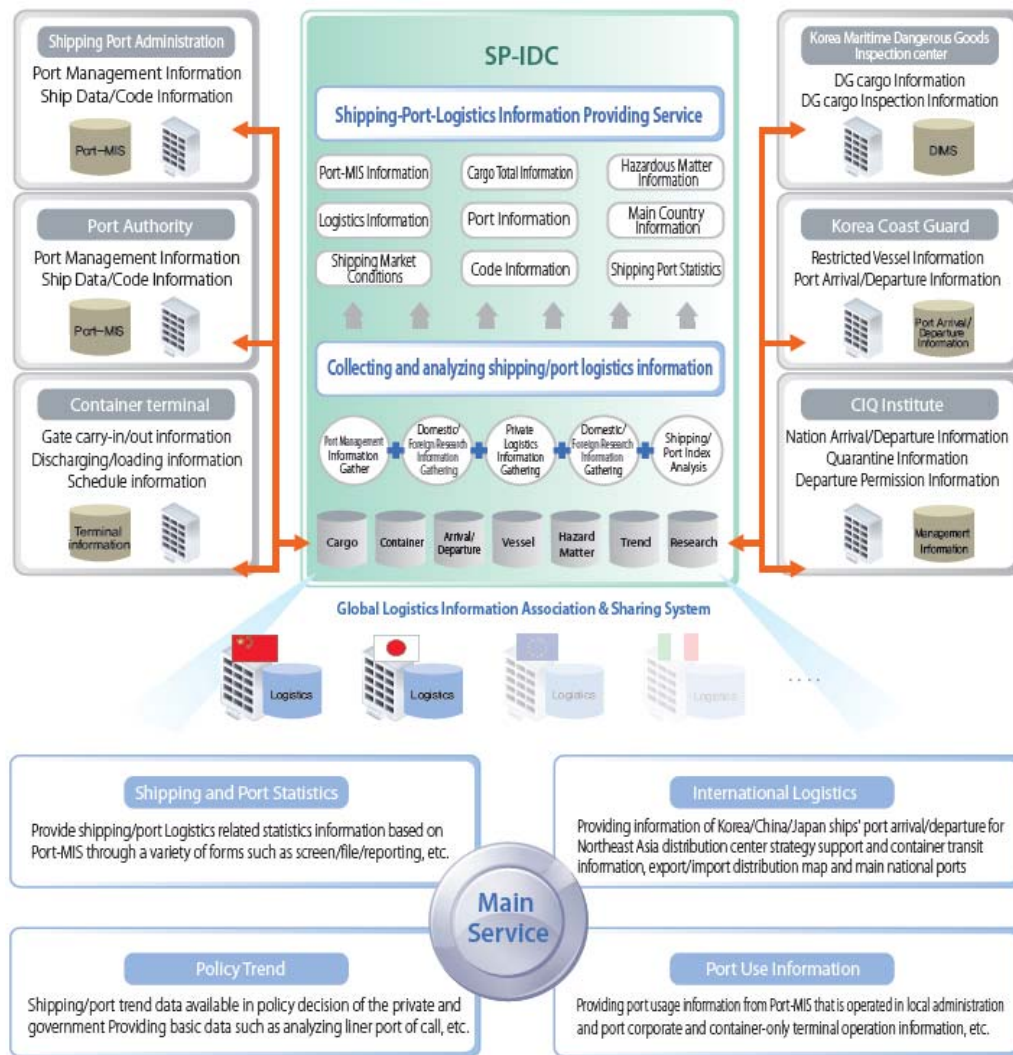 Shipping Port Administration
Port Management Information
Ship Data/Code Information
Port-MIS
Port Authority
Port Management Information
Ship Data/Code Information
Port-MIS
Container terminal
Gate carry-in/out information
Discharging/loading information
Schedule information
Terminal
information
SP-IDC
Shipping-Port-Logistics Information Providing Service
Port-MIS Information
Cargo Total Information
Hazardous Matter
Information
Logistics Information
Port Information
Main Country
Information
Shipping Market
Conditions
Code Information
Shipping Port Statistics
Collecting and analyzing shipping/port logistics information
Port Management
Information
Gather
Domestic/
Foreign Research
Information
Gathering
Private
Logistics
Information
Gathering
Domestic/
Foreign Research
Information
Gathering
Shipping/
Port Index
Analysis
Cargo
Container
Arrival/
Departure
Vessel
Hazard
Matter
Trend
Research
Korea Maritime Dangerous Goods
Inspection center
DG cargo Information
DG cargo Inspection Information
DIMS
Korea Coast Guard
Restricted Vessel Information
Port Arrival/Departure Information
Port Arrival/
Departure
Information
CIQ Institute
Nation Arrival/Departure Information
Quarantine Information
Departure Permission Information
Management
Information
Global Logistics Information Association & Sharing System
Logistics
Logistics
Logistics
Logistics
....
Shipping and Port Statistics
Provide shipping/port Logistics related statistics information based on
Port-MIS through a variety of forms such as screen/file/reporting, etc.
International Logistics
Providing information of Korea/China/Japan ships' port arrival/departure for
Northeast Asia distribution center strategy support and container transit
information, export/import distribution map and main national ports
Main
Service
Policy Trend
Shipping/port trend data available in policy decision of the private and
government Providing basic data such as analyzing liner port of call, etc.
Port Use Information
Providing port usage information from Port-MIS that is operated in local administration
and port corporate and container-only terminal operation information, etc.